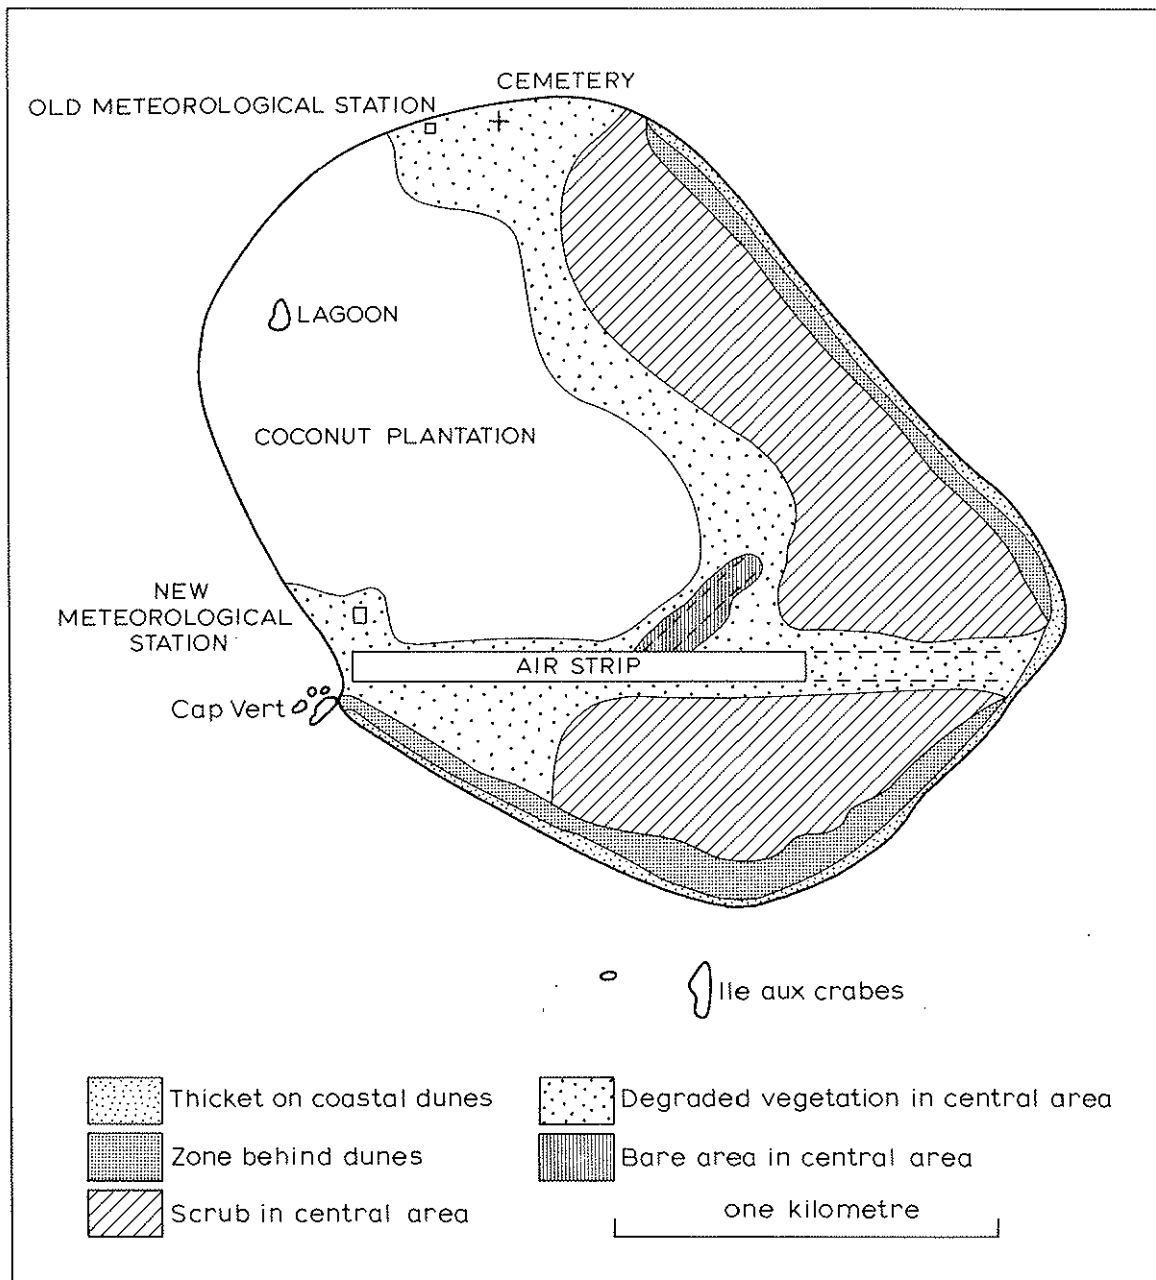 CEMETERY
OLD METEOROLOGICAL STATION
LAGOON
COCONUT PLANTATION
NEW
METEOROLOGICAL
STATION
AIR STRIP
Cap Vert
Ile aux crabes
Thicket on coastal dunes
Zone behind dunes
Scrub in central area
Degraded vegetation in central area
Bare area in central area
one kilometre